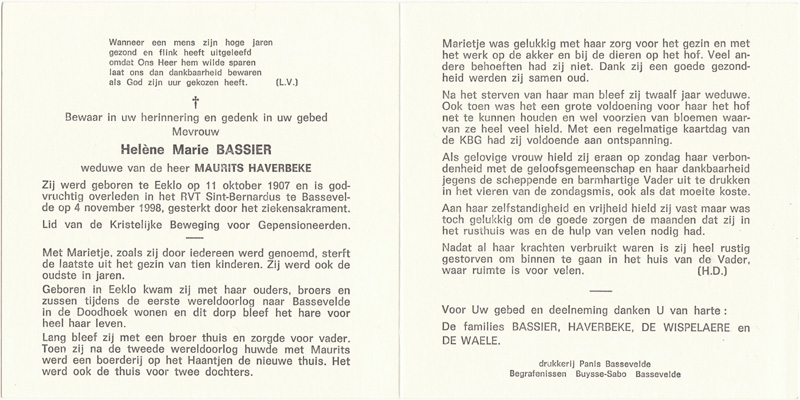 Wanneer een mens zijn hoge jaren
gezond en flink heeft uitgeleefd
omdat Ons Heer hem wilde sparen
laat ons dan dankbaarheid bewaren
als God zijn uur gekozen heeft. (L.V.)
†
Bewaar in uw herinnering en gedenk in uw gebed
Mevrouw
Helène Marie BASSIER
weduwe van de heer MAURITS HAVERBEKE
Zij werd geboren te Eeklo op 11 oktober 1907 en is god-
vruchtig overleden in het RVT Sint-Bernardus te Bassevel-
de op 4 november 1998, gesterkt door het ziekensakrament.
Lid van de Kristelijke Beweging voor Gepensioneerden.
Met Marietje, zoals zij door iedereen werd genoemd, sterft
de laatste uit het gezin van tien kinderen. Zij werd ook de
oudste in jaren.
Geboren in Eeklo kwam zij met haar ouders, broers en
zussen tijdens de eerste wereldoorlog naar Bassevelde
in de Doodhoek wonen en dit dorp bleef het hare voor
heel haar leven.
Lang bleef zij met een broer thuis en zorgde voor vader.
Toen zij na de tweede wereldoorlog huwde met Maurits
werd een boerderij op het Haantjen de nieuwe thuis. Het
werd ook de thuis voor twee dochters.
Marietje was gelukkig met haar zorg voor het gezin en met
het werk op de akker en bij de dieren op het hof. Veel an-
dere behoeften had zij niet. Dank zij een goede gezond-
heid werden zij samen oud.
Na het sterven van haar man bleef zij twaalf jaar weduwe.
Ook toen was het een grote voldoening voor haar het hof
net te kunnen houden en wel voorzien van bloemen waar-
van ze heel veel hield. Met een regelmatige kaartdag van
de KBG had zij voldoende aan ontspanning.
Als gelovige vrouw hield zij eraan op zondag haar verbon-
denheid met de geloofsgemeenschap en haar dankbaarheid
jegens de scheppende en barmhartige Vader uit te drukken
in het vieren van de zondagsmis, ook als dat moeite koste.
Aan haar zelfstandigheid en vrijheid hield zij vast maar was
toch gelukkig om de goede zorgen de maanden dat zij in
het rusthuis was en de hulp van velen nodig had.
Nadat al haar krachten verbruikt waren is zij heel rustig
gestorven om binnen te gaan in het huis van de Vader,
waar ruimte is voor velen. (H.D.)
Voor Uw gebed en deelneming danken U van harte :
De families BASSIER, HAVERBEKE, DE WISPELAERE en
DE WAELE.
drukkerij Panis Bassevelde
Begrafenissen Buysse-Sabo Bassevelde